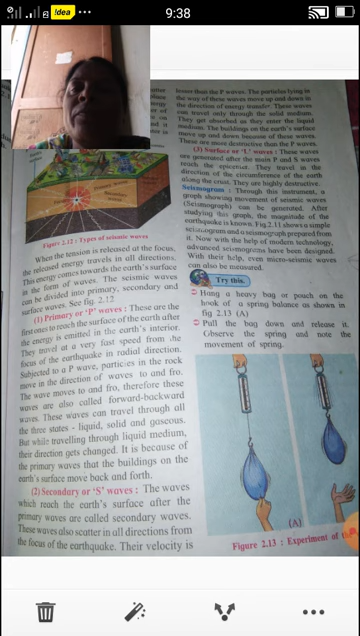 !dea
9:38
lesser than the P waves. The particles lying in
the way of these waves move up and down in
the direction of energy transfer. These waves
can travel only through the solid medium.
They get absorbed as they enter the liquid
medium. The buildings on the earth's surface
move up and down because of these waves.
These are more destructive than the P waves.
(3) Surface or 'L' waves : These waves
are generated after the main P and S waves
reach the epicenter. They travel in the
direction of the circumference of the earth
along the crust. They are highly destructive.
Seismogram : Through this instrument, a
graph showing movement of seismic waves
(Seismograph) can be generated. After
studying this graph, the magnitude of the
earthquake is known. Fig.2.11 shows a simple
seismogram and a seismograph prepared from
it. Now with the help of modern technology,
advanced seismographs have been designed.
With their help, even micro-seismic waves
can also be measured.
Try this.
Hang a heavy bag or pouch on the
hook of a spring balance as shown in
fig 2.13 (A)
Pull the bag down and release it.
Observe the spring and note the
movement of spring.
(A)
Figure 2.13 : Experiment of
Figure 2.12 : Types of seismic waves
When the tension is released at the focus,
the released energy travels in all directions.
This energy comes towards the earth's surface
in the form of waves. The seismic waves
can be divided into primary, secondary and
surface waves. See fig. 2.12
(1) Primary or 'P' waves : These are the
first ones to reach the surface of the earth after
the energy is emitted in the earth's interior.
They travel at a very fast speed from the
focus of the earthquake in radial direction.
Subjected to a P wave, particles in the rock
move in the direction of waves to and fro.
The wave moves to and fro, therefore these
waves are also called forward-backward
waves. These waves can travel through all
the three states - liquid, solid and gaseous.
But while travelling through liquid medium,
their direction gets changed. It is because of
the primary waves that the buildings on the
earth's surface move back and forth.
(2) Secondary or 'S' waves : The waves
which reach the earth's surface after the
primary waves are called secondary waves.
These waves also scatter in all directions from
the focus of the earthquake. Their velocity is